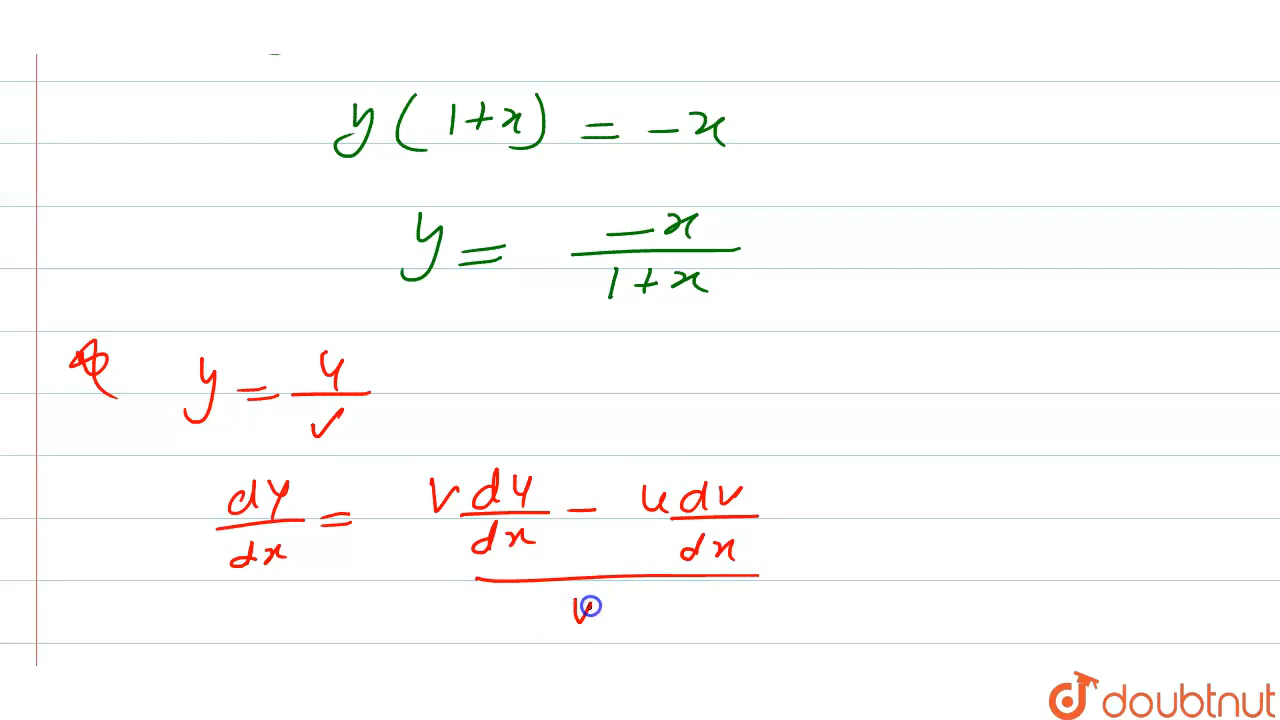 y(1+x) = -x
y = -x/1+x
y = u/v
dy/dx = V du/dx - u dv/dx / V
doubtnut